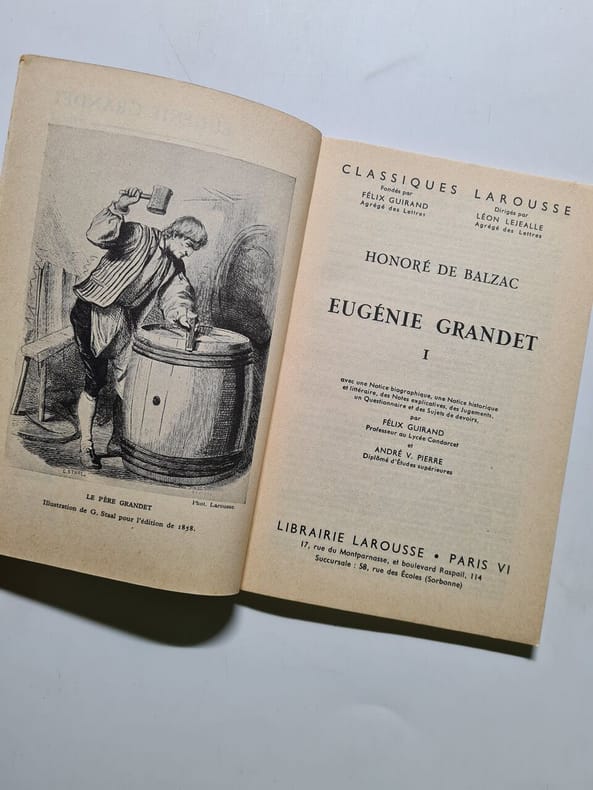 LE PÈRE GRANDET
Phot. Larousse
Illustration de G. Staal pour l'édition de 1858.
CLASSIQUES LAROUSSE
Fondés par
FÉLIX GUIRAND
Agrégé des Lettres
Dirigés par
LÉON LEJEALLE
Agrégé des Lettres
HONORÉ DE BALZAC
EUGÉNIE GRANDET
I
avec une Notice biographique, une Notice historique
et littéraire, des Notes explicatives, des Jugements,
un Questionnaire et des Sujets de devoirs,
par
FÉLIX GUIRAND
Professeur au Lycée Condorcet
et
ANDRÉ V. PIERRE
Diplômé d'Études supérieures
LIBRAIRIE LAROUSSE • PARIS VI
17, rue du Montparnasse, et boulevard Raspail, 114
Succursale : 58, rue des Écoles (Sorbonne)